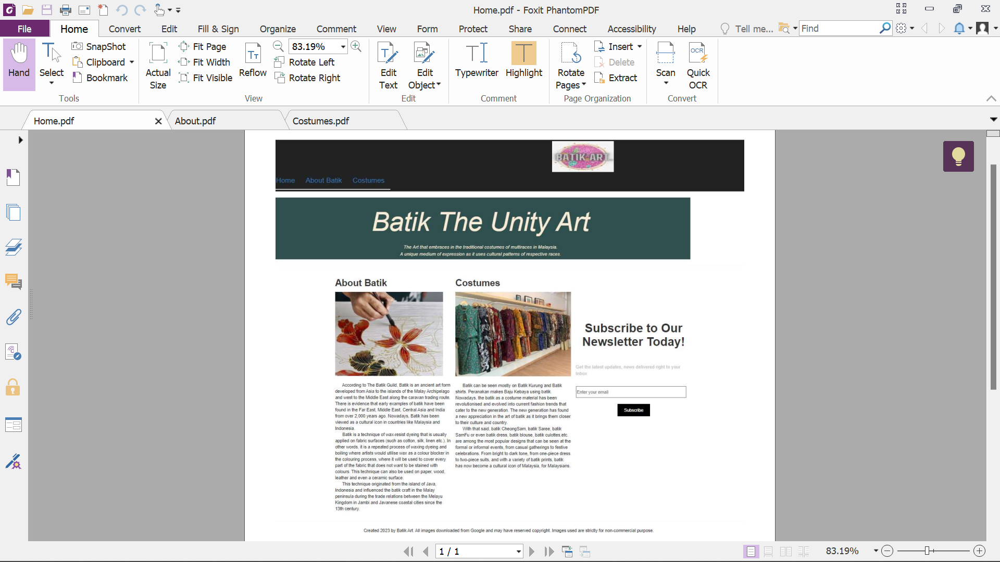 Home.pdf - Foxit PhantomPDF
File
Home
Convert
Edit
Fill & Sign
Organize
Comment
View
Form
Protect
Share
Connect
Accessibility
Help
Tell me...
Find
Hand
Select
SnapShot
Clipboard
Bookmark
Tools
Actual
Size
Fit Page
Fit Width
Fit Visible
Reflow
83.19%
Rotate Left
Rotate Right
View
Edit
Text
Edit
Object
Edit
Typewriter
Highlight
Comment
Rotate
Pages
Insert
Delete
Extract
Page Organization
Scan
Quick
OCR
Convert
Home.pdf
About.pdf
Costumes.pdf
BATIK ART
Home
About Batik
Costumes
Batik The Unity Art
The Art that embraces in the traditional costumes of multiraces in Malaysia.
A unique medium of expression as it uses cultural patterns of respective races.
About Batik
According to The Batik Guild, Batik is an ancient art form
developed from Asia to the islands of the Malay Archipelago
and west to the Middle East along the caravan trading route.
There is evidence that early examples of batik have been
found in the Far East, Middle East, Central Asia and India
from over 2,000 years ago. Nowadays, Batik has been
viewed as a cultural icon in countries like Malaysia and
Indonesia.
Batik is a technique of wax-resist dyeing that is usually
applied on fabric surfaces (such as cotton, silk, linen etc.). In
other words, it is a repeated process of waxing dyeing and
boiling where artists would utilise wax as a colour blocker in
the colouring process, where it will be used to cover every
part of the fabric that does not want to be stained with
colours. This technique can also be used on paper, wood,
leather and even a ceramic surface.
This technique originated from the island of Java,
Indonesia and influenced the batik craft in the Malay
peninsula during the trade relations between the Melayu
Kingdom in Jambi and Javanese coastal cities since the
13th century.
Costumes
Batik can be seen mostly on Batik Kurung and Batik
shirts. Peranakan makes Baju Kebaya using batik.
Nowadays, the batik as a costume material has been
revolutionised and evolved into current fashion trends that
cater to the new generation. The new generation has found
a new appreciation in the art of batik as it brings them closer
to their culture and country.
With that said, batik CheongSam, batik Saree, batik
SamFu or even batik dress, batik blouse, batik culottes,etc.
are among the most popular designs that can be seen at the
formal or informal events, from casual gatherings to festive
celebrations. From bright to dark tone, from one-piece dress
to two-piece suits, and with a variety of batik prints, batik
has now become a cultural icon of Malaysia, for Malaysians.
Subscribe to Our
Newsletter Today!
Get the latest updates, news delivered right to your
Inbox
Enter your email
Subscribe
Created 2023 by Batik Art. All images downloaded from Google and may have reserved copyright. Images used are strictly for non-commercial purpose.
1 / 1
83.19%